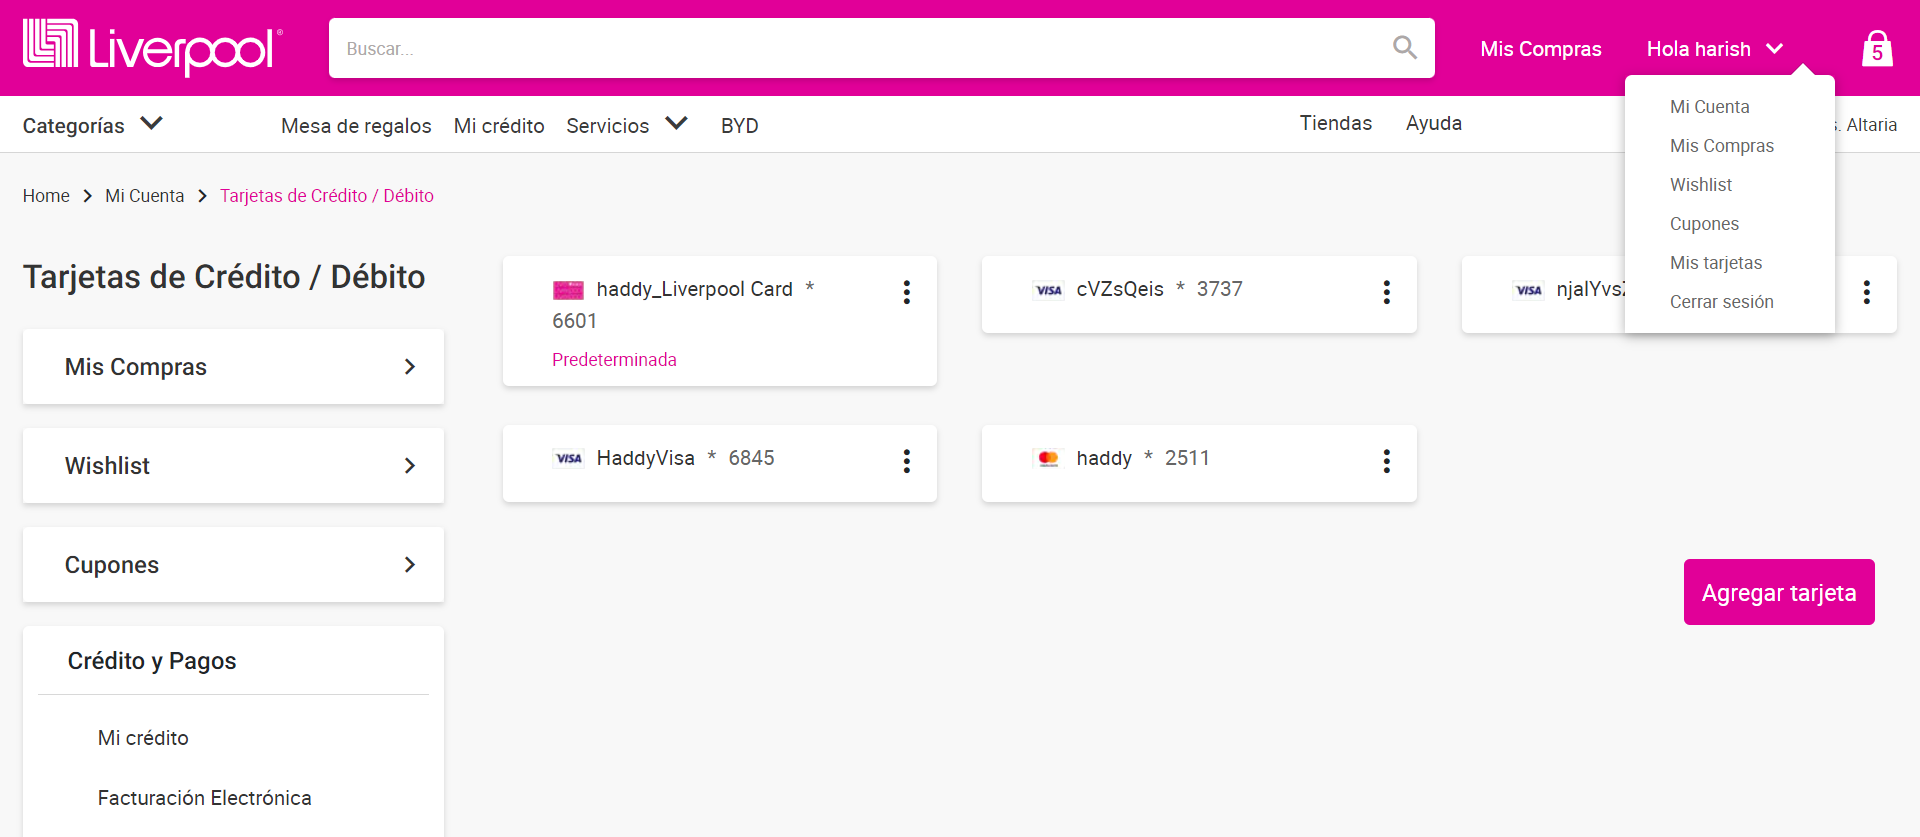 Liverpool®
Buscar...
Mis Compras
Hola harish
5
Categorías
Mesa de regalos
Mi crédito
Servicios
BYD
Tiendas
Ayuda
Altaria
Mi Cuenta
Mis Compras
Wishlist
Cupones
Mis tarjetas
Cerrar sesión
Home > Mi Cuenta > Tarjetas de Crédito / Débito
Tarjetas de Crédito / Débito
Mis Compras
Wishlist
Cupones
Crédito y Pagos
Mi crédito
Facturación Electrónica
haddy_Liverpool Card *
6601
Predeterminada
VISA cVZsQeis * 3737
VISA
VISA HaddyVisa * 6845
haddy * 2511
Agregar tarjeta